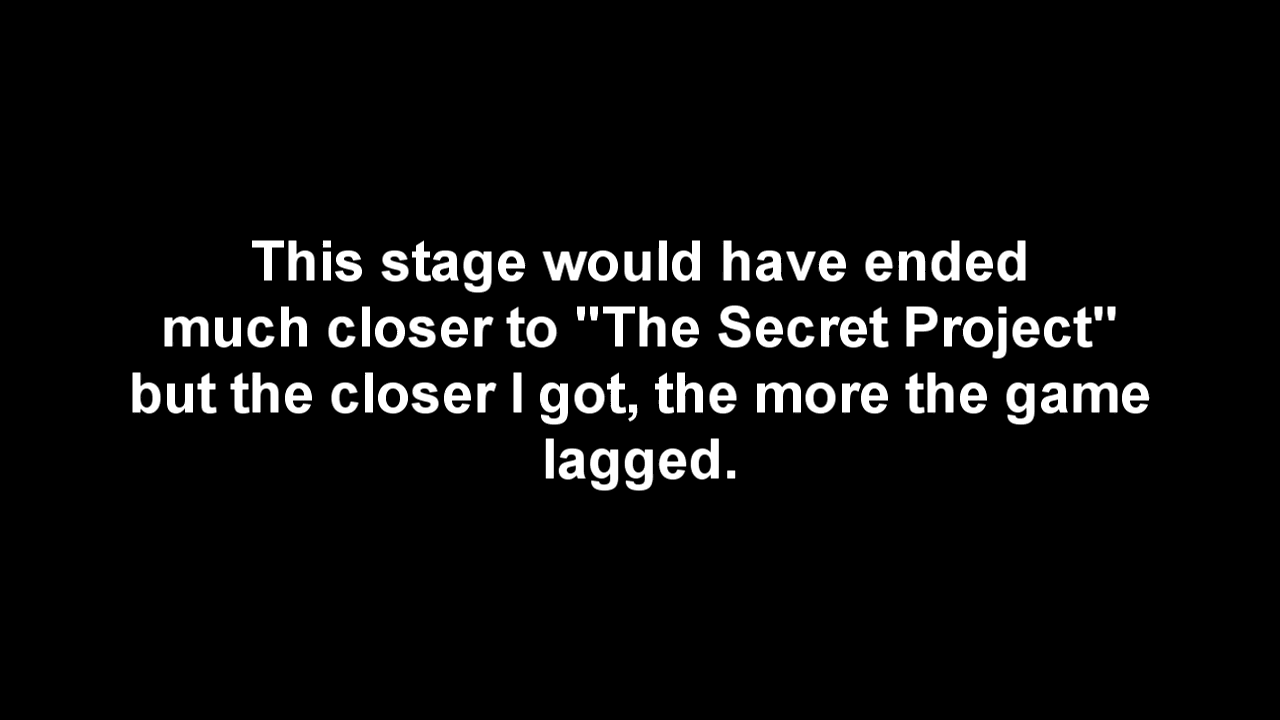 This stage would have ended
much closer to "The Secret Project"
but the closer I got, the more the game
lagged.